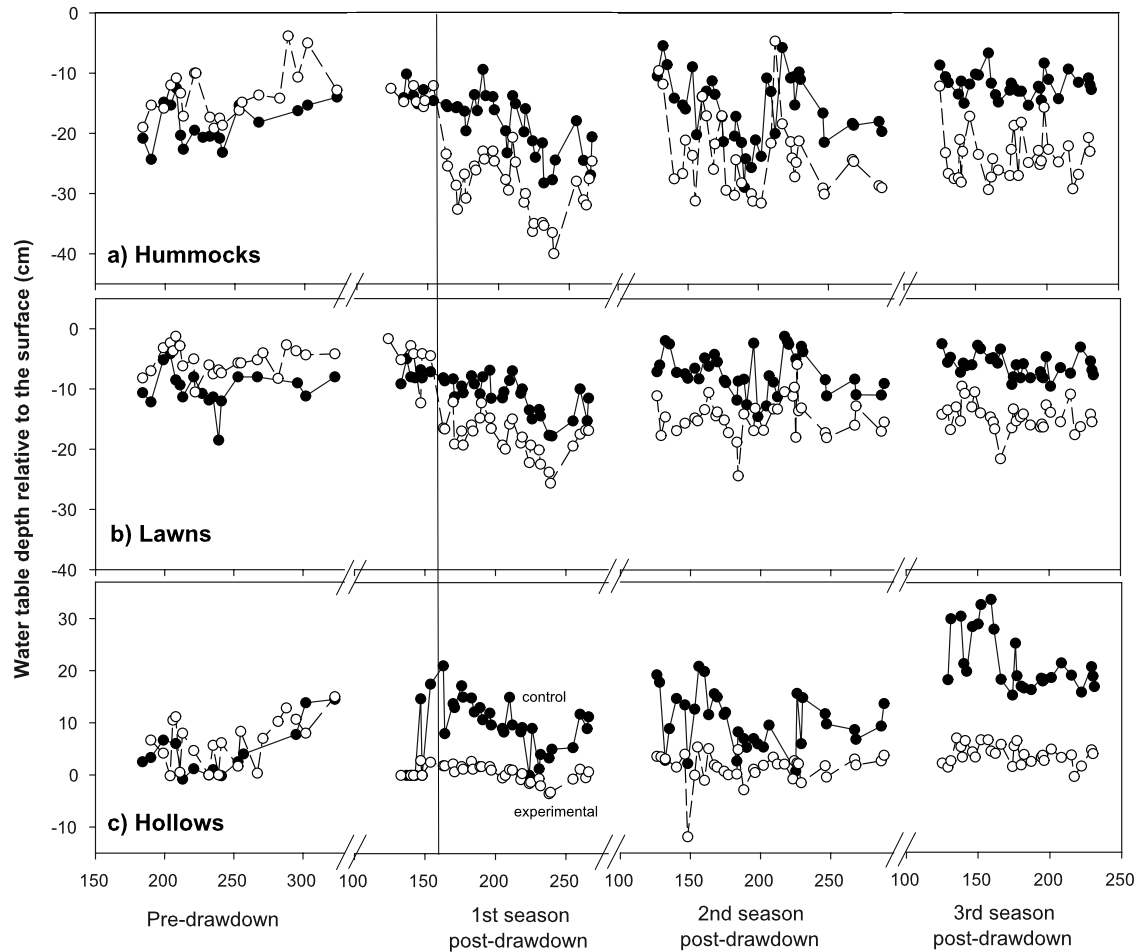 Water table depth relative to the surface (cm)
0
-10
-20
-30
-40
a) Hummocks
0
-10
-20
-30
-40
b) Lawns
30
20
10
0
-10
control
experimental
c) Hollows
150 200 250 300 100 150 200 250 100 150 200 250 100 150 200 250
Pre-drawdown
1st season
post-drawdown
2nd season
post-drawdown
3rd season
post-drawdown